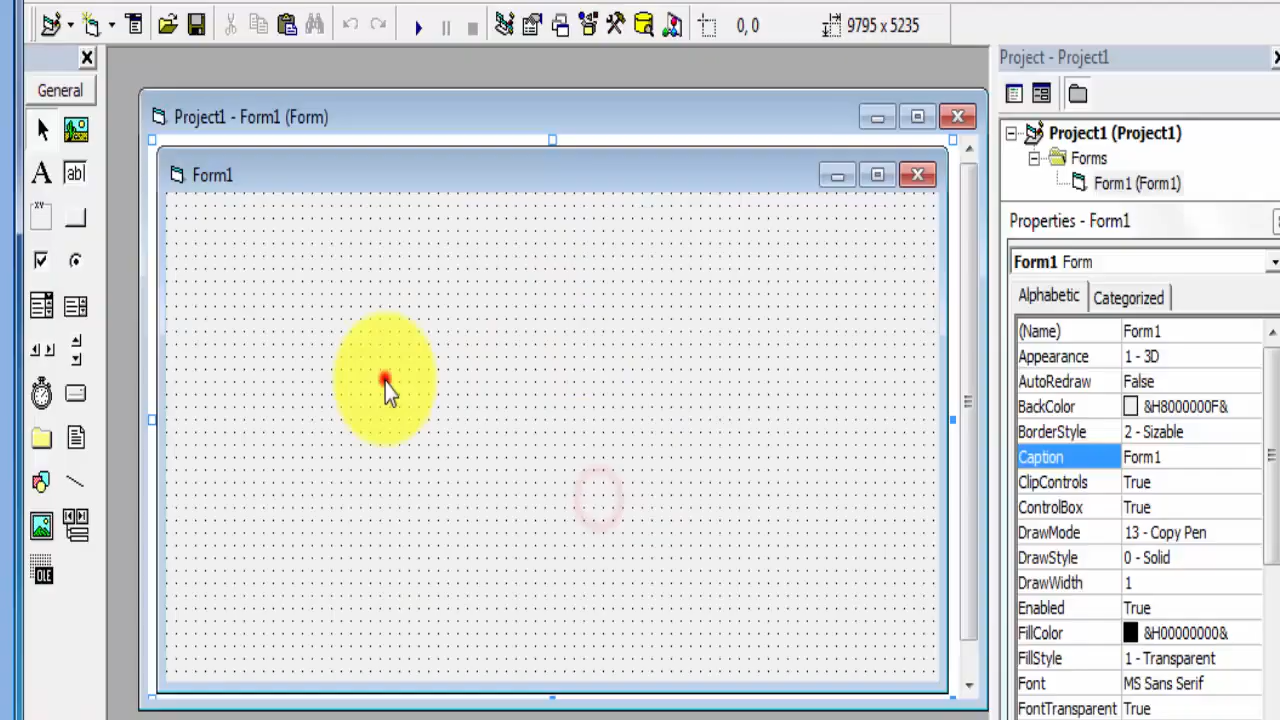 0, 0
9795 x 5235
General
A
ab
XY
OLE
Project1 - Form1 (Form)
Form1
Project - Project1
Project1 (Project1)
Forms
Form1 (Form1)
Properties - Form1
Form1 Form
Alphabetic
Categorized
(Name) Form1
Appearance 1 - 3D
AutoRedraw False
BackColor &H8000000F&
BorderStyle 2 - Sizable
Caption Form1
ClipControls True
ControlBox True
DrawMode 13 - Copy Pen
DrawStyle 0 - Solid
DrawWidth 1
Enabled True
FillColor &H00000000&
FillStyle 1 - Transparent
Font MS Sans Serif
FontTransparent True